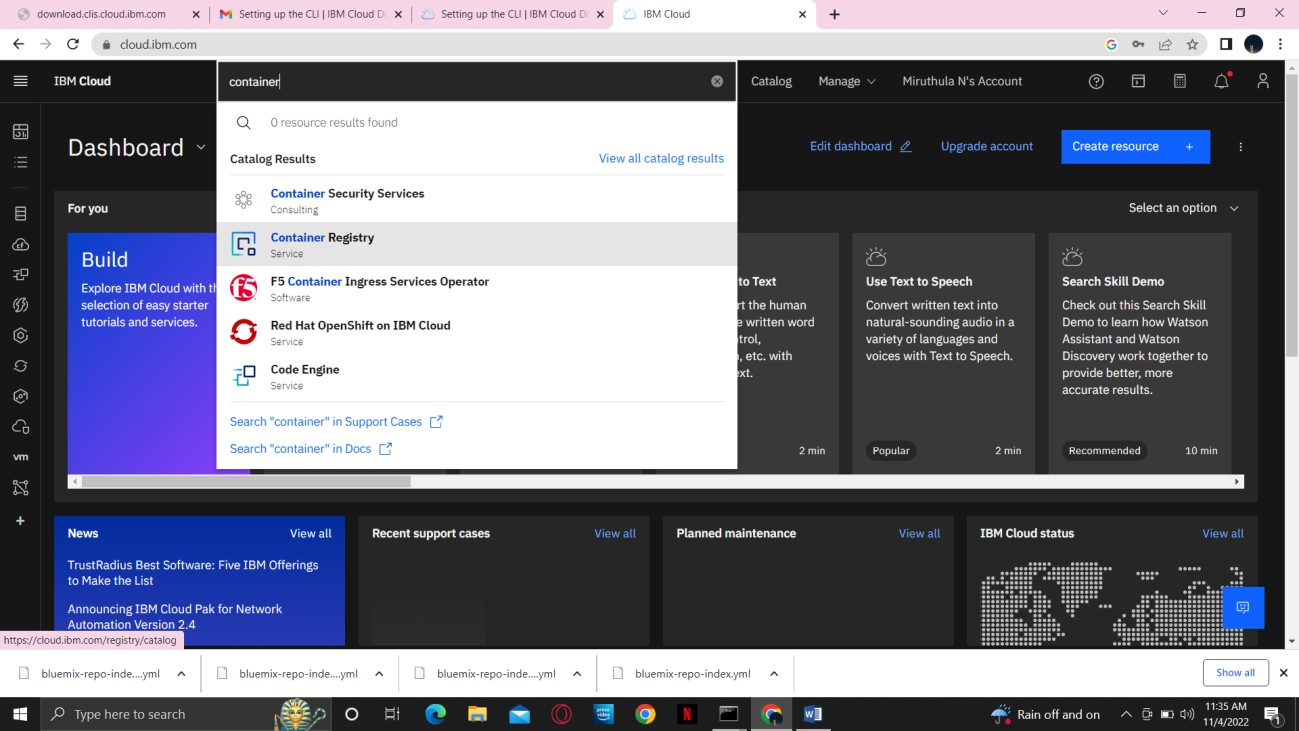 download.clis.cloud.ibm.com
Setting up the CLI | IBM Cloud Do
Setting up the CLI | IBM Cloud Do
IBM Cloud
cloud.ibm.com
IBM Cloud
container
Catalog
Manage
Miruthula N's Account
0 resource results found
Catalog Results
View all catalog results
Container Security Services
Consulting
Container Registry
Service
F5 Container Ingress Services Operator
Software
Red Hat OpenShift on IBM Cloud
Service
Code Engine
Service
Search "container" in Support Cases
Search "container" in Docs
Dashboard
Edit dashboard
Upgrade account
Create resource +
For you
Select an option
Build
Explore IBM Cloud with th
selection of easy starter
tutorials and services.
to Text
rt the human
e written word
trol,
, etc. with
ext.
2 min
Use Text to Speech
Convert written text into
natural-sounding audio in a
variety of languages and
voices with Text to Speech.
Popular
2 min
Search Skill Demo
Check out this Search Skill
Demo to learn how Watson
Assistant and Watson
Discovery work together to
provide better, more
accurate results.
Recommended
10 min
vm
News
View all
TrustRadius Best Software: Five IBM Offerings
to Make the List
Announcing IBM Cloud Pak for Network
Automation Version 2.4
Recent support cases
View all
Planned maintenance
View all
IBM Cloud status
View all
https://cloud.ibm.com/registry/catalog
bluemix-repo-inde....yml
bluemix-repo-inde....yml
bluemix-repo-inde....yml
bluemix-repo-index.yml
Show all
Type here to search
Rain off and on
11:35 AM
11/4/2022
1